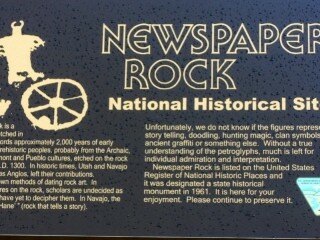 NEWSPAPER
ROCK
National Historical Sit
k is a
etched in
ords approximately 2,000 years of early
rehistoric peoples, probably from the Archaic,
mont and Pueblo cultures, etched on the rock
.D. 1300. In historic times, Utah and Navajo
as Anglos, left their contributions.
wn methods of dating rock art. In
res on the rock, scholars are undecided as
have yet to decipher them. In Navajo, the
Hane" (rock that tells a story).
Unfortunately, we do not know if the figures represe
story telling, doodling, hunting magic, clan symbols
ancient graffiti or something else. Without a true
understanding of the petroglyphs, much is left for
individual admiration and interpretation.
Newspaper Rock is listed on the United States
Register of National Historic Places and
it was designated a state historical
monument in 1961. It is here for your
enjoyment. Please continue to preserve it.